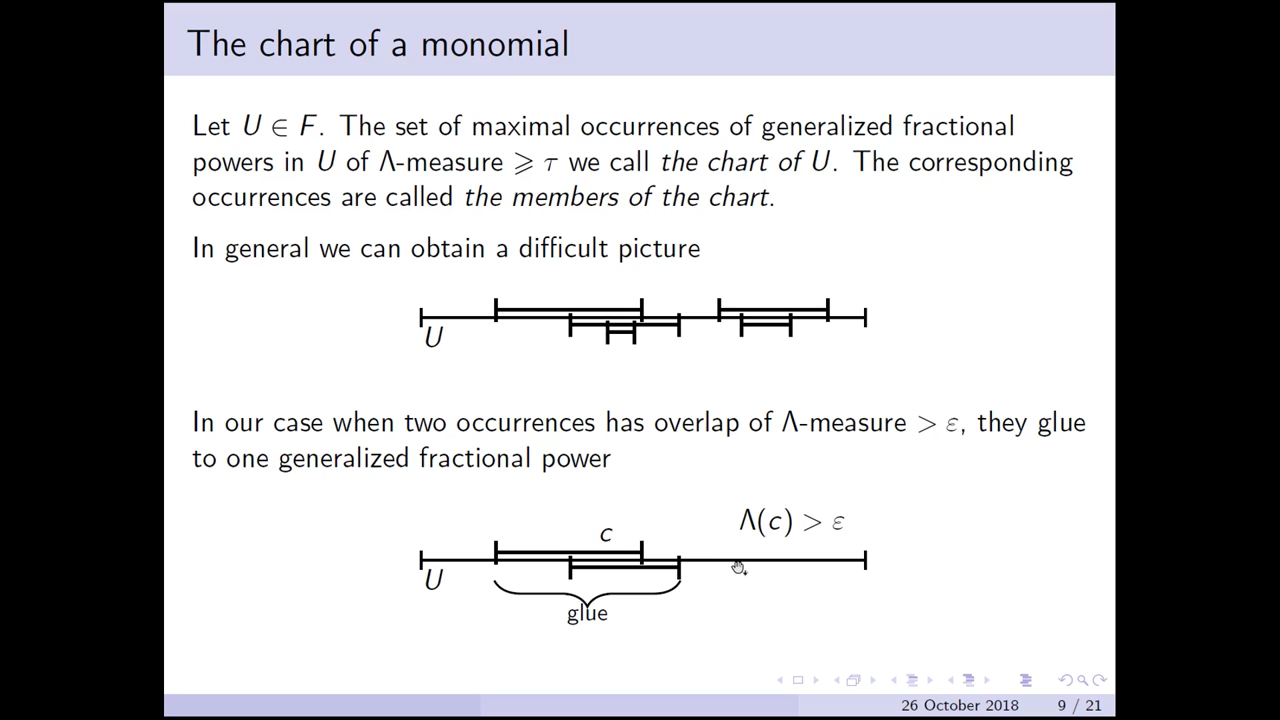 The chart of a monomial
Let U ∈ F. The set of maximal occurrences of generalized fractional
powers in U of Λ-measure ⩾ τ we call the chart of U. The corresponding
occurrences are called the members of the chart.
In general we can obtain a difficult picture
U
In our case when two occurrences has overlap of Λ-measure > ε, they glue
to one generalized fractional power
Λ(c) > ε
c
U
glue
26 October 2018 9 / 21